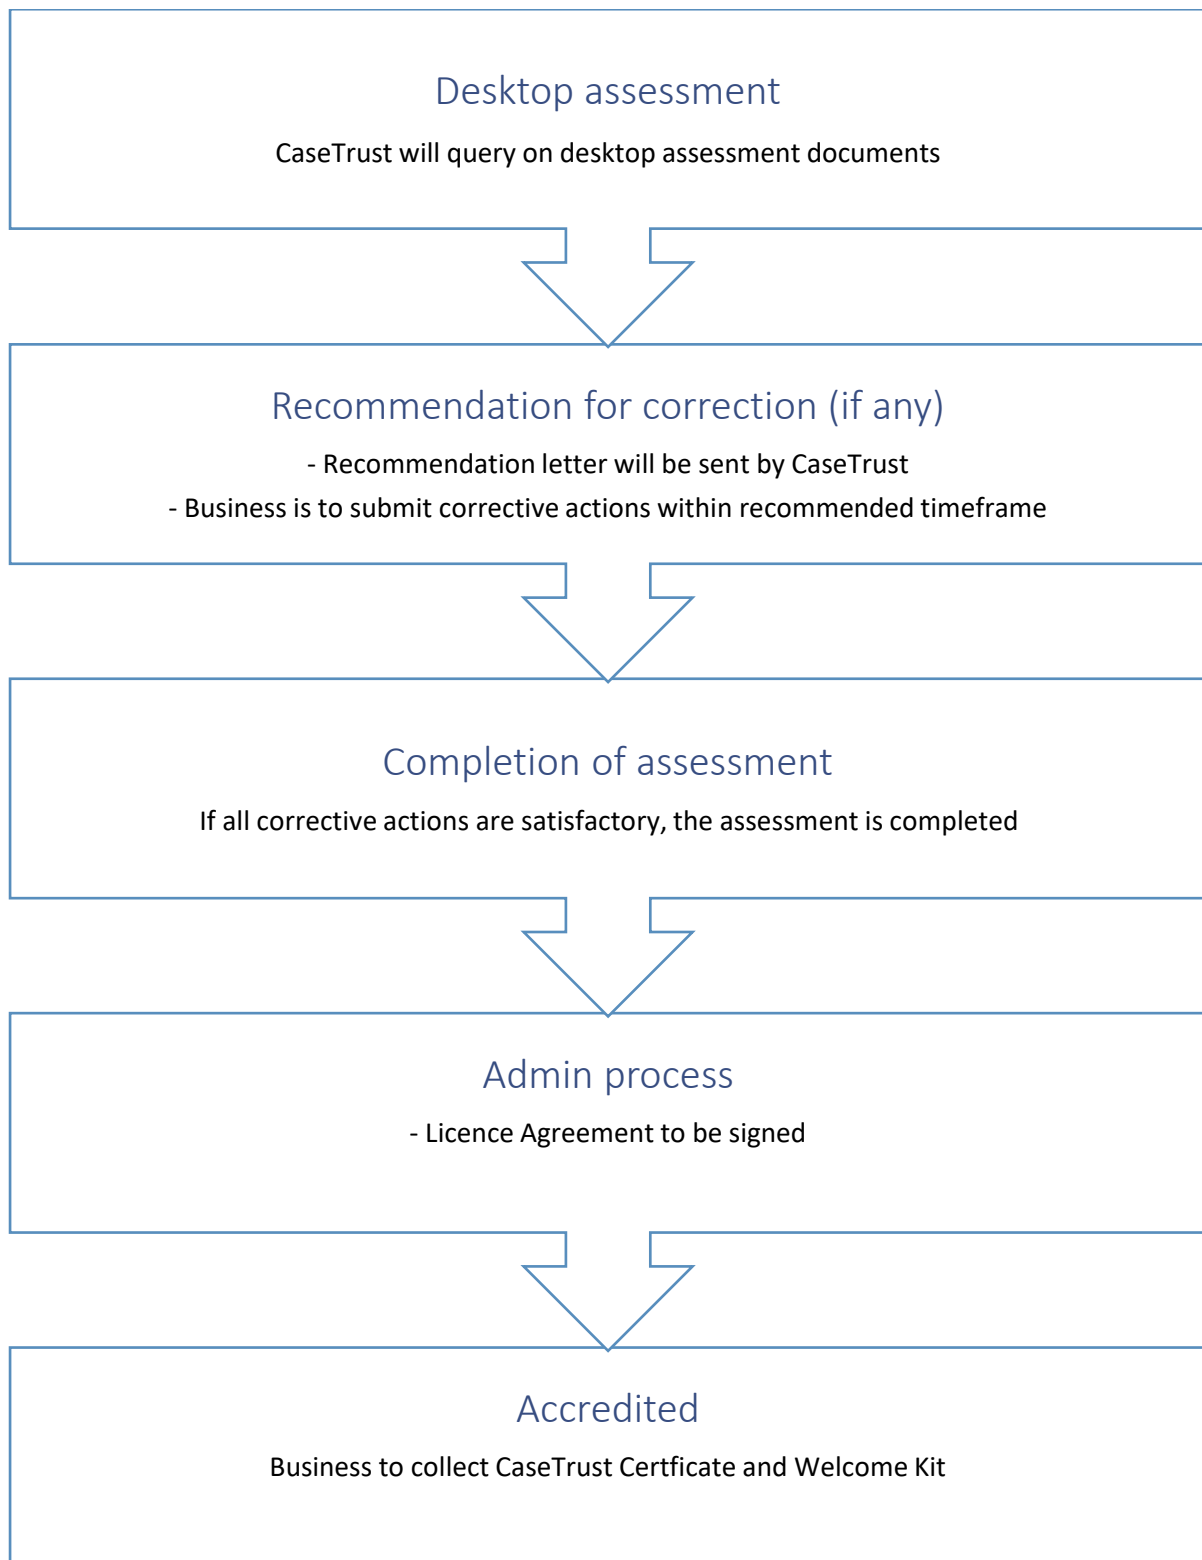 Desktop assessment
CaseTrust will query on desktop assessment documents
Recommendation for correction (if any)
- Recommendation letter will be sent by CaseTrust
- Business is to submit corrective actions within recommended timeframe
Completion of assessment
If all corrective actions are satisfactory, the assessment is completed
Admin process
- Licence Agreement to be signed
Accredited
Business to collect CaseTrust Certficate and Welcome Kit